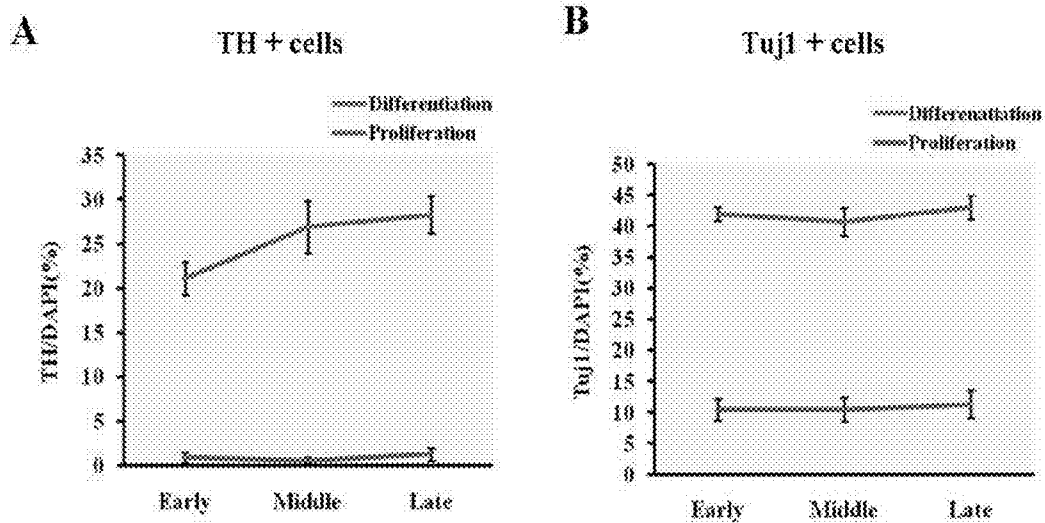 A
TH + cells
Differentiation
Proliferation
35
30
25
20
15
10
5
0
TH/DAPI(%)
Early Middle Late
B
Tuj1 + cells
Differenatiation
Proliferation
50
45
40
35
30
25
20
15
10
5
0
Tuj1/DAPI(%)
Early Middle Late